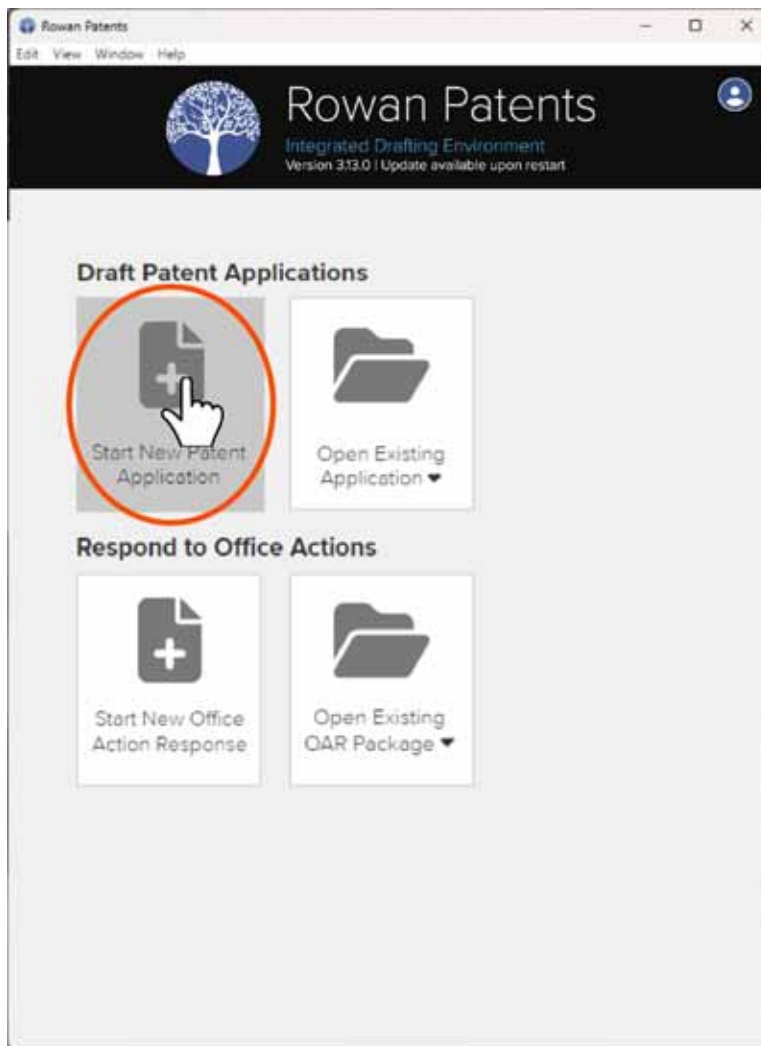 Rowan Patents
Edit View Window Help
Rowan Patents
Integrated Drafting Environment
Version 3.13.0 | Update available upon restart
Draft Patent Applications
Start New Patent
Application
Open Existing
Application
Respond to Office Actions
Start New Office
Action Response
Open Existing
OAR Package